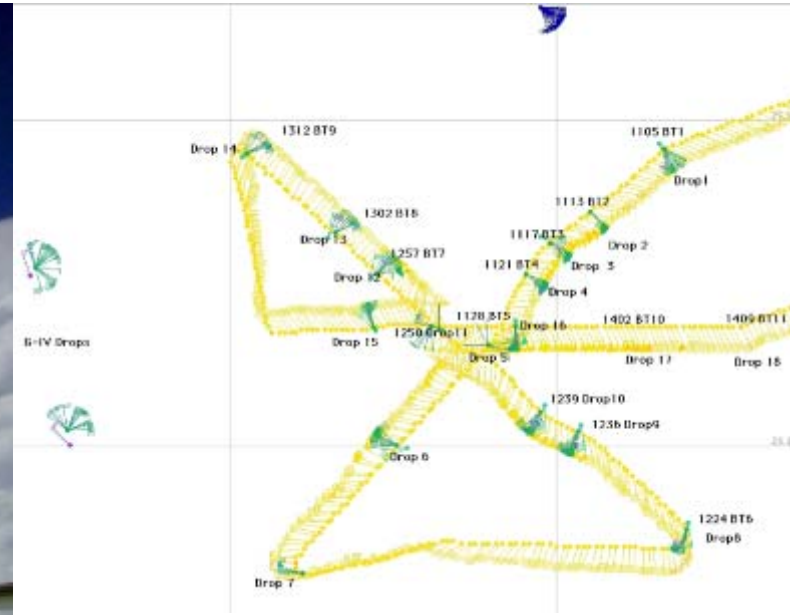 1312 BT9
Drop 14
1105 BT1
Drop1
1302 BT8
1113 BT2
Drop 13
1117 BT3
Drop 2
1257 BT7
Drop 3
Drop 12
1121 BT4
Drop 4
1128 BT5
Drop 16
1402 BT10
1409 BT11
G-IV Drops
Drop 15
1250 Drop11
Drop 5
Drop 17
Drop 18
1239 Drop10
1236 Drop9
Drop 6
1224 BT6
Drop8
Drop 7